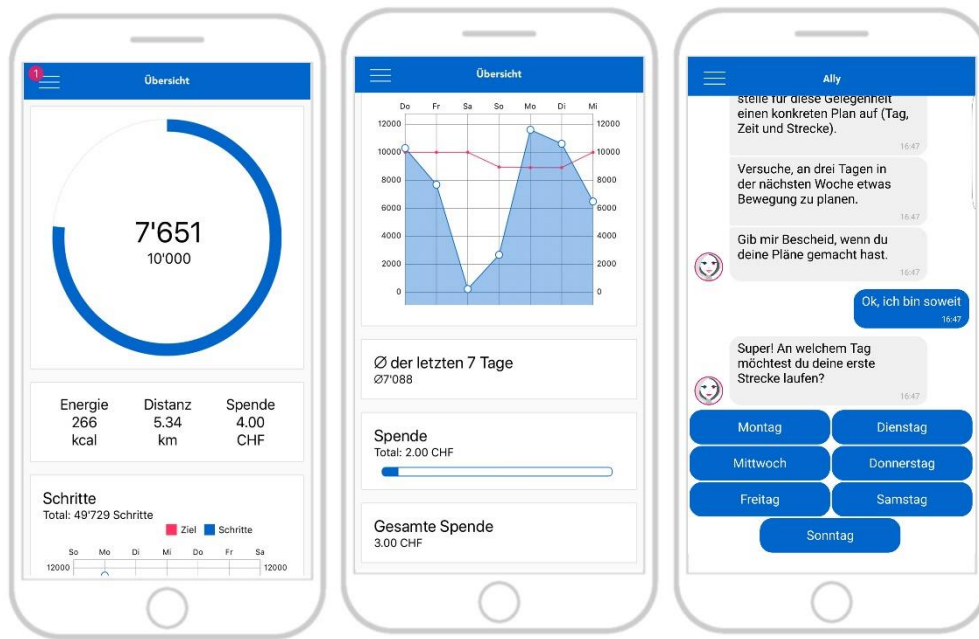 1
Übersicht
7'651
10'000
Energie Distanz Spende
266 5.34 4.00
kcal km CHF
Schritte
Total: 49'729 Schritte
Ziel Schritte
So Mo Di Mi Do Fr Sa
12000 12000
Übersicht
Do Fr Sa So Mo Di Mi
12000 12000
10000 10000
8000 8000
6000 6000
4000 4000
2000 2000
0 0
Ø der letzten 7 Tage
Ø7'088
Spende
Total: 2.00 CHF
Gesamte Spende
3.00 CHF
Ally
stelle für diese Gelegenheit
einen konkreten Plan auf (Tag,
Zeit und Strecke).
16:47
Versuche, an drei Tagen in
der nächsten Woche etwas
Bewegung zu planen.
16:47
Gib mir Bescheid, wenn du
deine Pläne gemacht hast.
16:47
Ok, ich bin soweit
16:47
Super! An welchem Tag
möchtest du deine erste
Strecke laufen?
16:47
Montag Dienstag
Mittwoch Donnerstag
Freitag Samstag
Sonntag